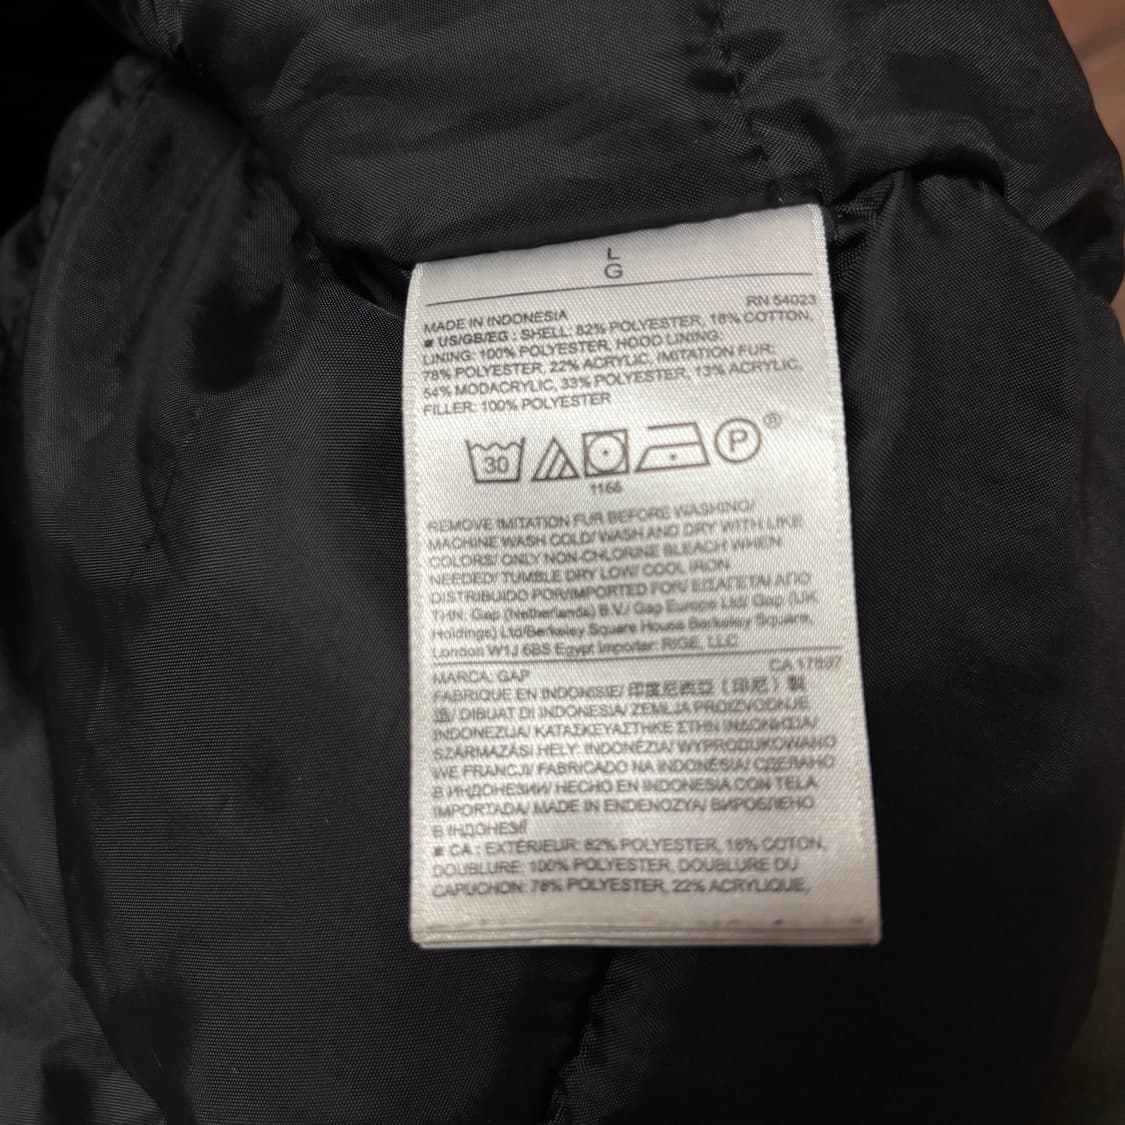 L
G
RN 54023
MADE IN INDONESIA
■ US/GB/EG : SHELL: 82% POLYESTER, 18% COTTON,
LINING: 100% POLYESTER, HOOD LINING:
78% POLYESTER, 22% ACRYLIC, IMITATION FUR:
54% MODACRYLIC, 33% POLYESTER, 13% ACRYLIC,
FILLER: 100% POLYESTER
30
P
®
1166
REMOVE IMITATION FUR BEFORE WASHING/
MACHINE WASH COLD/ WASH AND DRY WITH LIKE
COLORS/ ONLY NON-CHLORINE BLEACH WHEN
NEEDED/ TUMBLE DRY LOW/ COOL IRON
DISTRIBUIDO POR/IMPORTED FOR/ ΕΙΣΑΓΕΤΑΙ ΑΠΟ
ΤΗΝ: Gap (Netherlands) B.V./ Gap Europe Ltd/ Gap (UK
Holdings) Ltd/Berkeley Square House Berkeley Square,
London W1J 6BS Egypt Importer: RIGE, LLC
CA 17897
MARCA: GAP
FABRIQUE EN INDONESIE/ 印度尼西亞 ( 印尼 ) 製
造/ DIBUAT DI INDONESIA/ ZEMLJA PROIZVODNJE:
INDONEZIJA/ ΚΑΤΑΣΚΕΥΑΣΤΗΚΕ ΣΤΗΝ ΙΝΔΟΝΗΣΙΑ/
SZÁRMAZÁSI HELY: INDONÉZIA/ WYPRODUKOWANO
WE FRANCJI/ FABRICADO NA INDONÉSIA/ СДЕЛАНО
В ИНДОНЕЗИИ/ HECHO EN INDONESIA CON TELA
IMPORTADA/ MADE IN ENDENOZYA/ ВИРОБЛЕНО
В ІНДОНЕЗІЇ
■ CA : EXTÉRIEUR: 82% POLYESTER, 18% COTON,
DOUBLURE: 100% POLYESTER, DOUBLURE DU
CAPUCHON: 78% POLYESTER, 22% ACRYLIQUE,